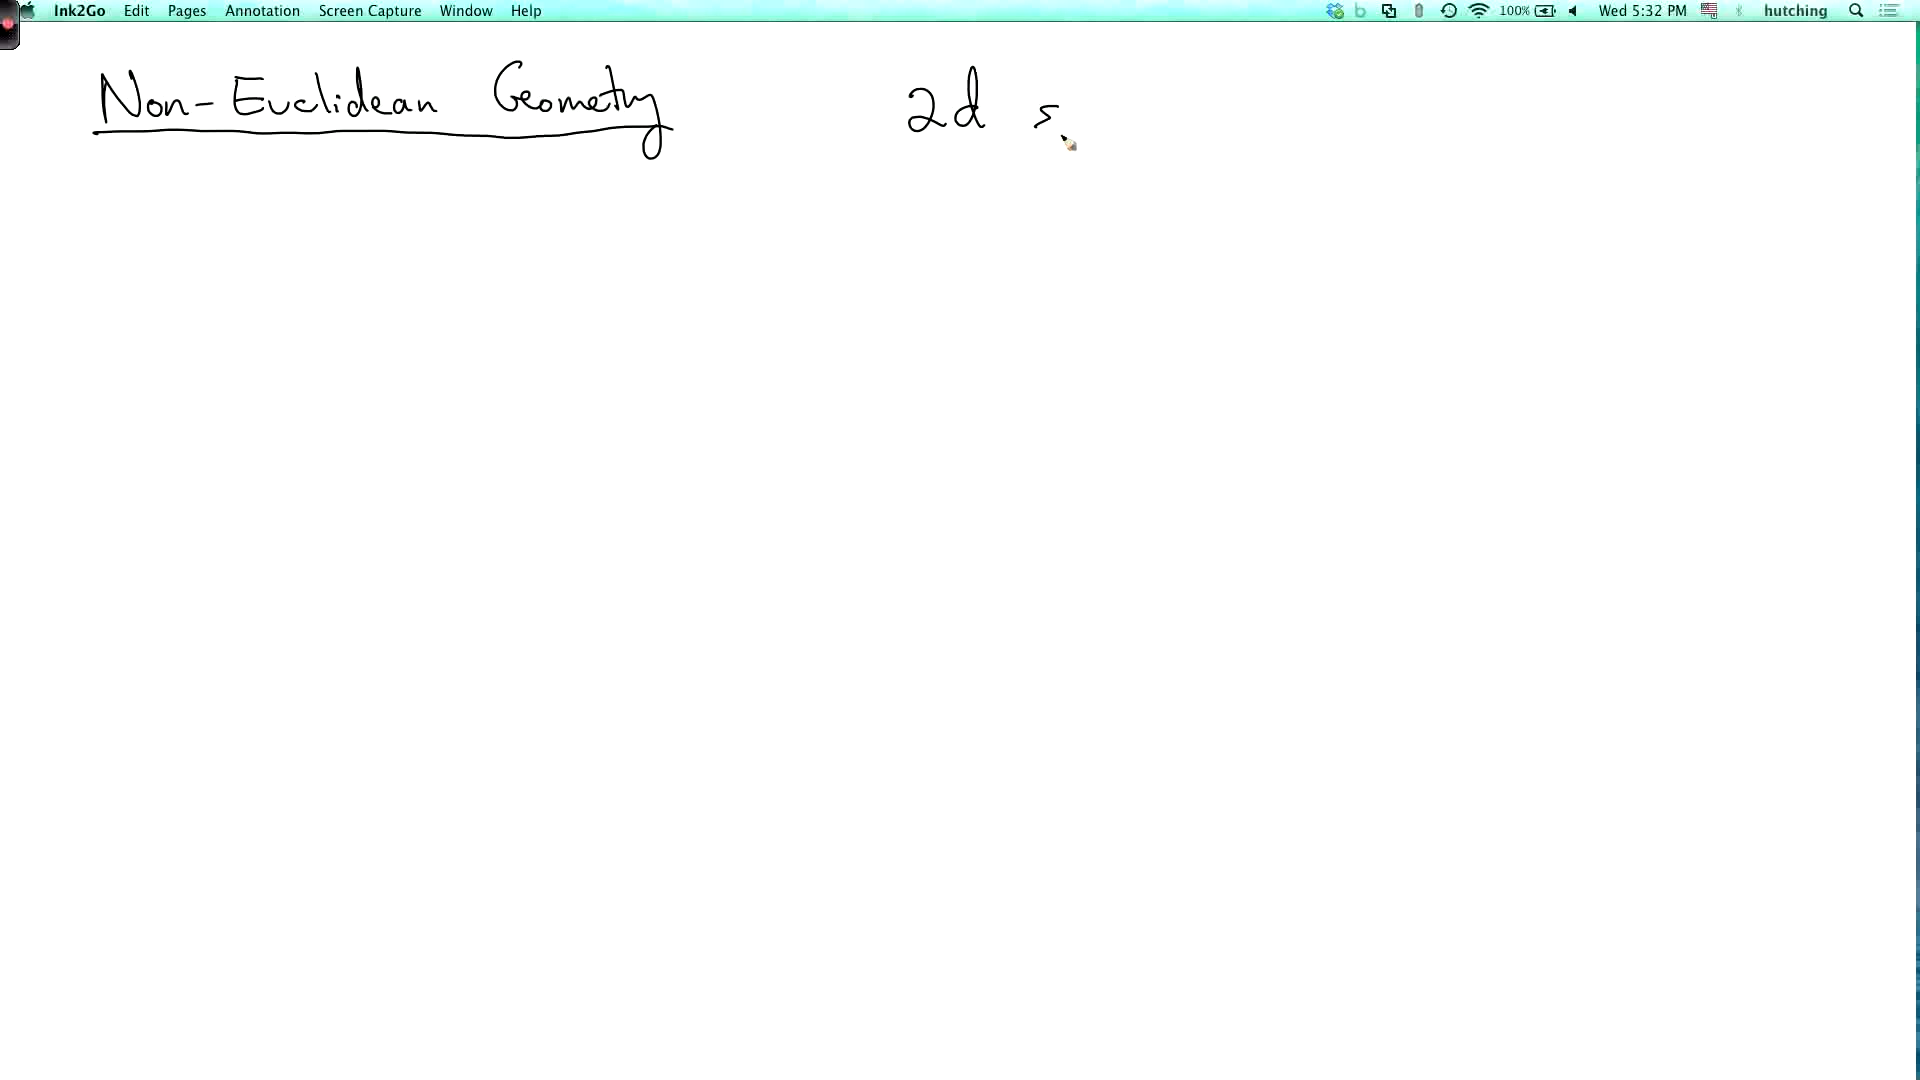 Ink2Go Edit Pages Annotation Screen Capture Window Help 100% Wed 5:32 PM hutching
Non-Euclidean Geometry 2d s